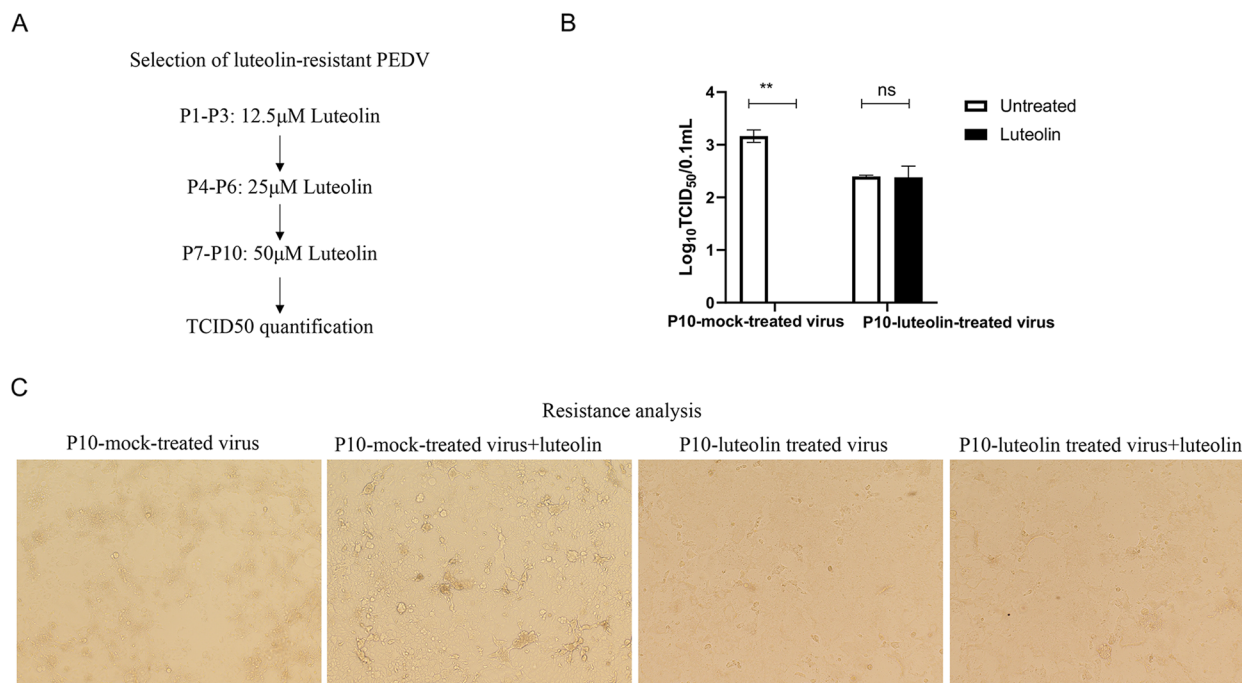 A
Selection of luteolin-resistant PEDV
P1-P3: 12.5μM Luteolin
P4-P6: 25μM Luteolin
P7-P10: 50μM Luteolin
TCID50 quantification
B
Log10TCID50/0.1mL
4
3
2
1
0
**
ns
Untreated
Luteolin
P10-mock-treated virus
P10-luteolin-treated virus
C
Resistance analysis
P10-mock-treated virus
P10-mock-treated virus+luteolin
P10-luteolin treated virus
P10-luteolin treated virus+luteolin